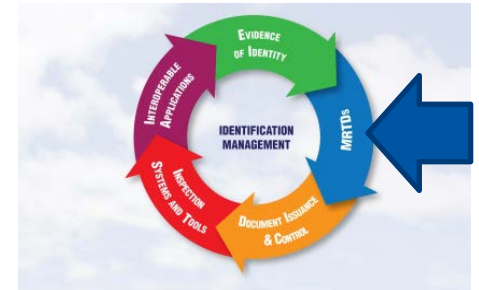 EVIDENCE
OF IDENTITY
MRTDS
DOCUMENT ISSUANCE
& CONTROL
INSPECTION
SYSTEMS AND TOOLS
INTEROPERABLE
APPLICATIONS
IDENTIFICATION
MANAGEMENT